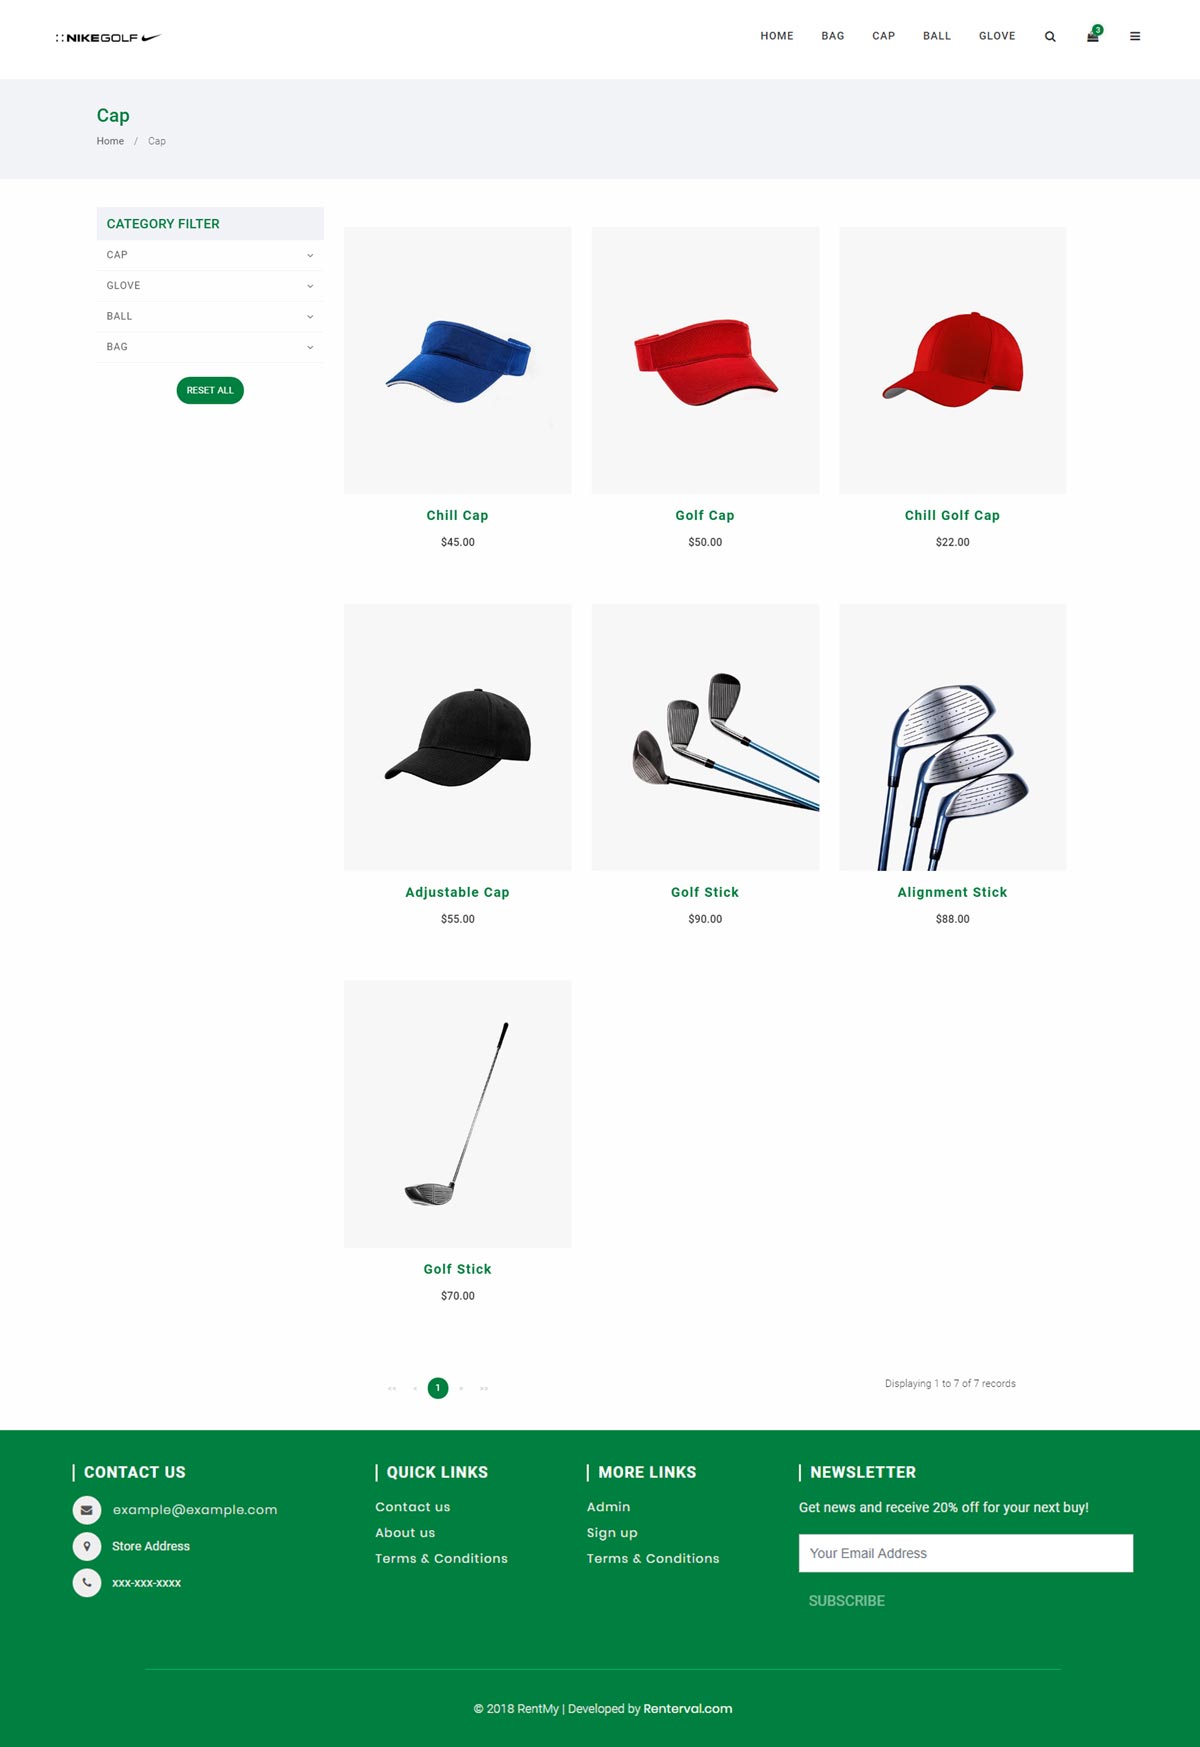 NIKEGOLF
HOME BAG CAP BALL GLOVE 3
Cap
Home / Cap
CATEGORY FILTER
CAP
GLOVE
BALL
BAG
RESET ALL
Chill Cap
$45.00
Golf Cap
$50.00
Chill Golf Cap
$22.00
Adjustable Cap
$55.00
Golf Stick
$90.00
Alignment Stick
$88.00
Golf Stick
$70.00
<< < 1 > >>
Displaying 1 to 7 of 7 records
CONTACT US
example@example.com
Store Address
xxx-xxx-xxxx
QUICK LINKS
Contact us
About us
Terms & Conditions
MORE LINKS
Admin
Sign up
Terms & Conditions
NEWSLETTER
Get news and receive 20% off for your next buy!
Your Email Address
SUBSCRIBE
© 2018 RentMy | Developed by Renterval.com